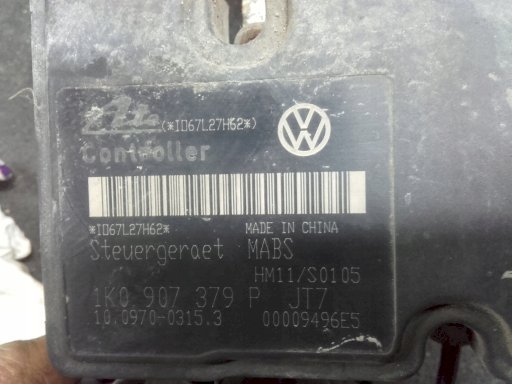 (*ID67L27H62*)
Controller
*ID67L27H62* MADE IN CHINA
Steuergeraet MABS
HM11/S0105
1K0 907 379 P JT7
10.0970-0315.3 00009496E5